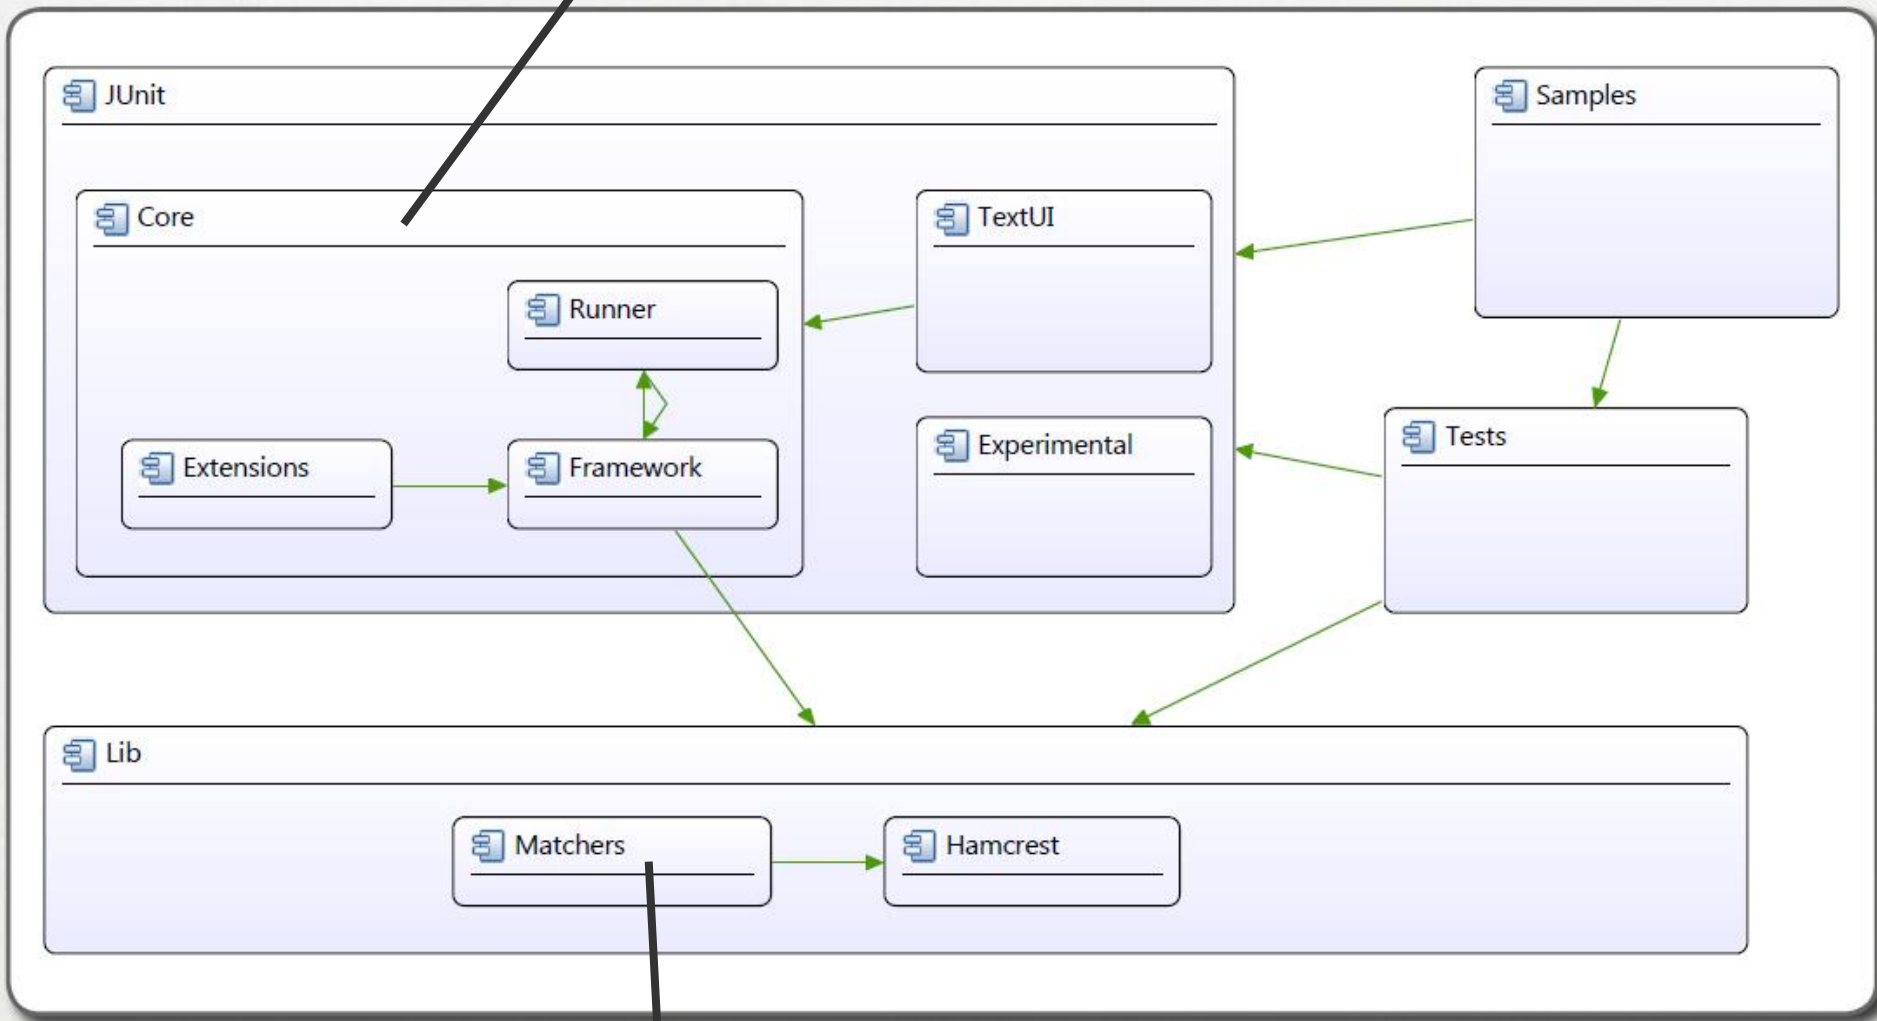 JUnit
Samples
Core
TextUI
Runner
Experimental
Tests
Extensions
Framework
Lib
Matchers
Hamcrest